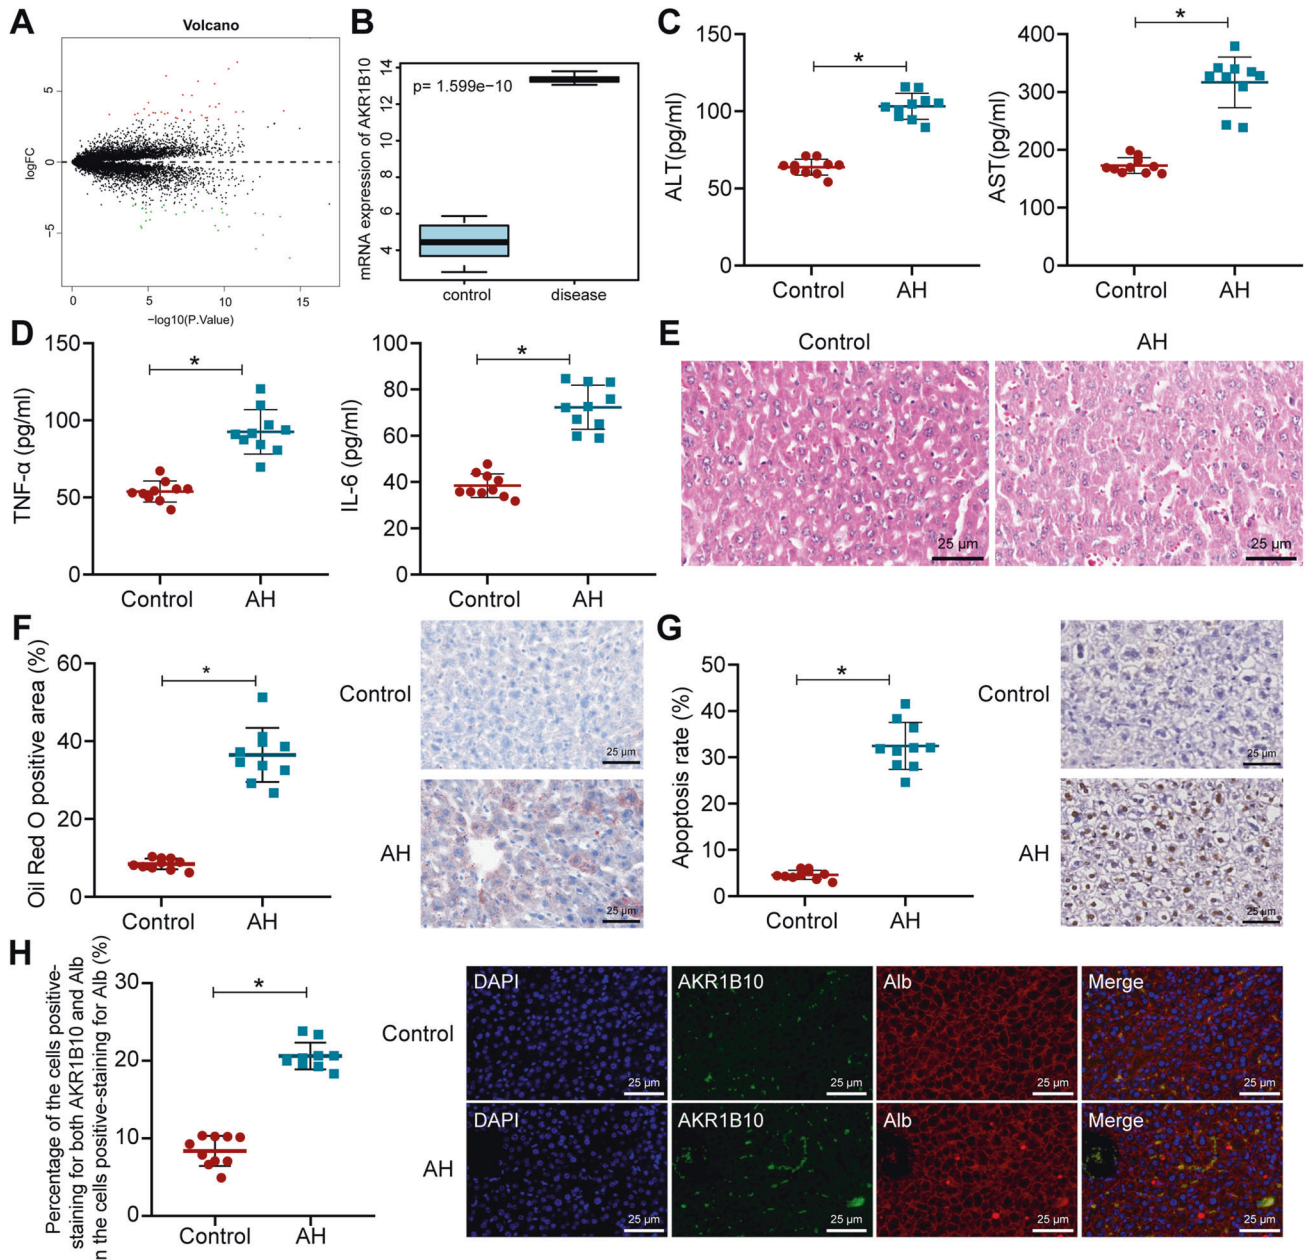 A
Volcano
logFC
5
0
−5
0
5
10
15
−log10(P.Value)
B
mRNA expression of AKR1B10
14
12
10
8
6
4
p= 1.599e−10
control
disease
C
ALT(pg/ml)
150
100
50
0
*
Control
AH
AST(pg/ml)
400
300
200
100
0
*
Control
AH
D
TNF-α (pg/ml)
150
100
50
0
*
Control
AH
IL-6 (pg/ml)
100
80
60
40
20
0
*
Control
AH
E
Control
AH
25 µm
25 µm
F
Oil Red O positive area (%)
60
40
20
0
*
Control
AH
Control
25 µm
AH
25 µm
G
Apoptosis rate (%)
50
40
30
20
10
0
*
Control
AH
Control
25 µm
AH
25 µm
H
Percentage of the cells positive-
staining for both AKR1B10 and Alb
n the cells positive-staining for Alb (%)
30
20
10
0
*
Control
AH
Control
DAPI
25 µm
AKR1B10
25 µm
Alb
25 µm
Merge
25 µm
AH
DAPI
25 µm
AKR1B10
25 µm
Alb
25 µm
Merge
25 µm